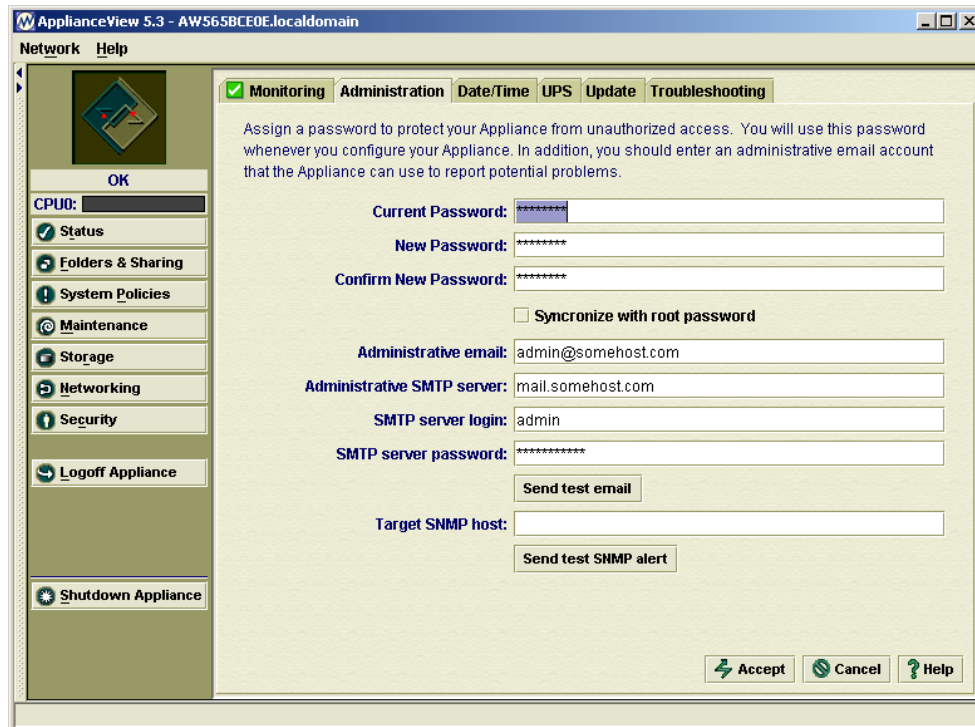 ApplianceView 5.3 - AW565BCE0E.localdomain
Network Help
Monitoring Administration Date/Time UPS Update Troubleshooting
Assign a password to protect your Appliance from unauthorized access. You will use this password
whenever you configure your Appliance. In addition, you should enter an administrative email account
that the Appliance can use to report potential problems.
OK
CPU0:
Status
Folders & Sharing
System Policies
Maintenance
Storage
Networking
Security
Logoff Appliance
Shutdown Appliance
Current Password: ********
New Password: ********
Confirm New Password: ********
Syncronize with root password
Administrative email: admin@somehost.com
Administrative SMTP server: mail.somehost.com
SMTP server login: admin
SMTP server password: ***********
Send test email
Target SNMP host:
Send test SNMP alert
Accept Cancel Help